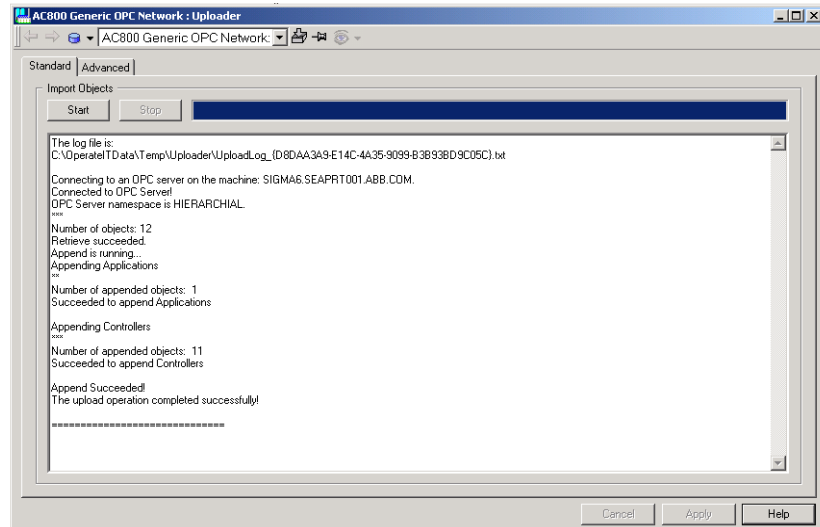 AC800 Generic OPC Network : Uploader
AC800 Generic OPC Network:
Standard
Advanced
Import Objects
Start
Stop
The log file is:
C:\OperateITData\Temp\Uploader\UploadLog_{D8DAA3A9-E14C-4A35-9099-B3B93BD9C05C}.txt
Connecting to an OPC server on the machine: SIGMA6.SEAPRT001.ABB.COM.
Connected to OPC Server!
OPC Server namespace is HIERARCHIAL.
***
Number of objects: 12
Retrieve succeeded.
Append is running...
Appending Applications
**
Number of appended objects: 1
Succeeded to append Applications
Appending Controllers
***
Number of appended objects: 11
Succeeded to append Controllers
Append Succeeded!
The upload operation completed successfully!
==============================
Cancel
Apply
Help